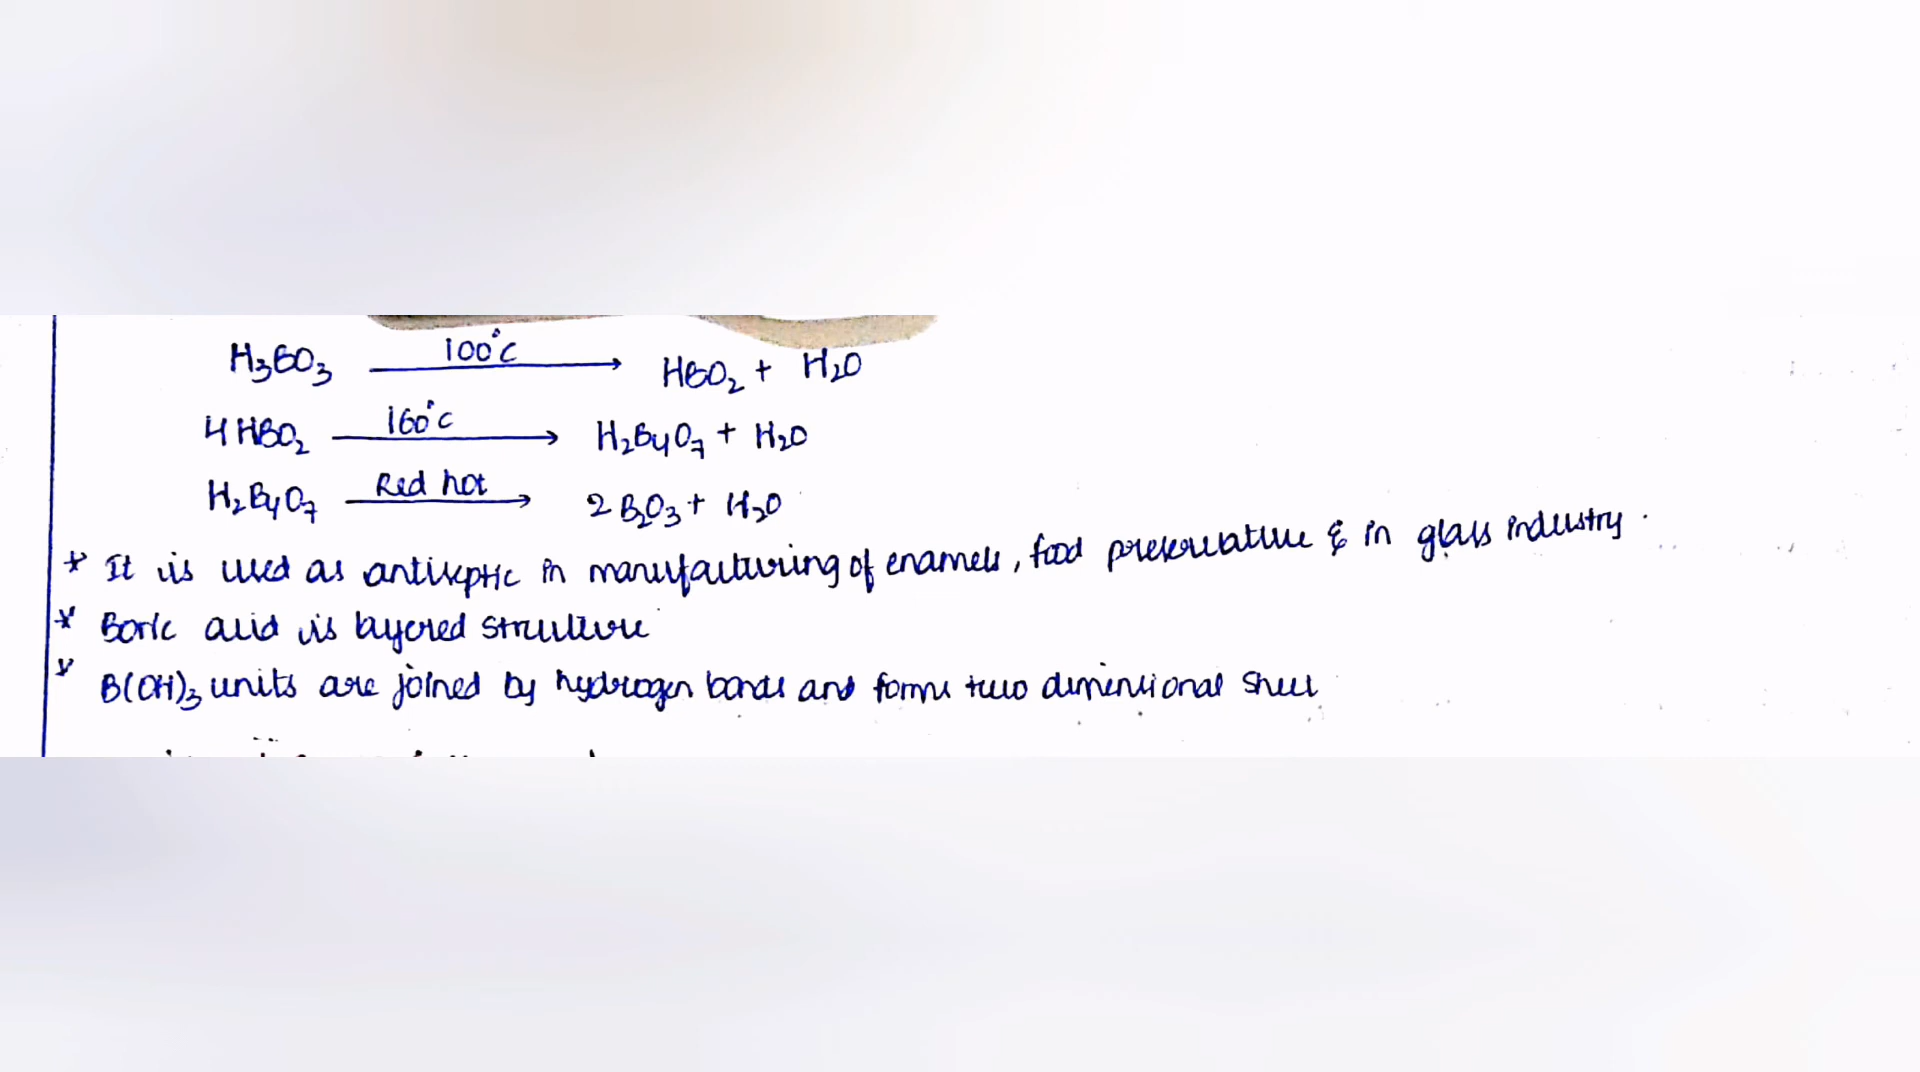 H₃BO₃ —100°C→ HBO₂ + H₂O
4HBO₂ —160°C→ H₂B₄O₇ + H₂O
H₂B₄O₇ —Red hot→ 2B₂O₃ + H₂O
* It is used as antiseptic in manufacturing of enamels, food preservative & in glass industry.
* Boric acid is layered structure
* B(OH)₃ units are joined by hydrogen bonds and forms two dimensional sheet